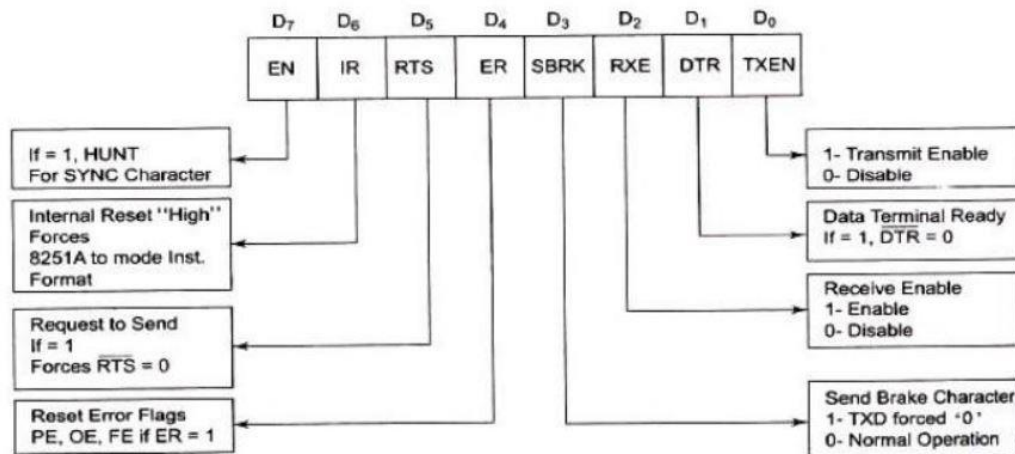 D7 D6 D5 D4 D3 D2 D1 D0
EN IR RTS ER SBRK RXE DTR TXEN
If = 1, HUNT
For SYNC Character
Internal Reset "High"
Forces
8251A to mode Inst.
Format
Request to Send
If = 1
Forces R̅T̅S̅ = 0
Reset Error Flags
PE, OE, FE if ER = 1
1- Transmit Enable
0- Disable
Data Terminal Ready
If = 1, D̅T̅R̅ = 0
Receive Enable
1- Enable
0- Disable
Send Brake Character
1- TXD forced '0'
0- Normal Operation